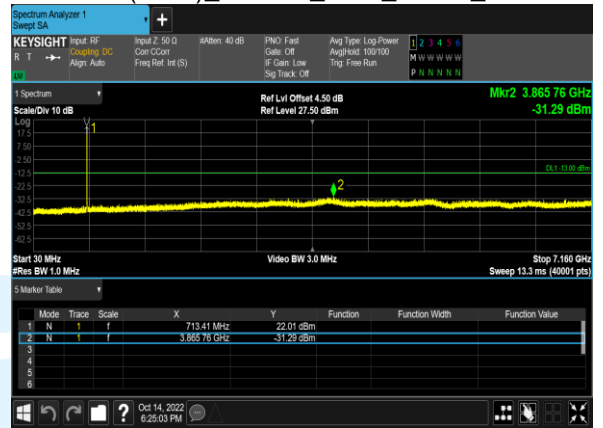 Spectrum Analyzer 1
Swept SA
KEYSIGHT
R T
LU
Input: RF
Coupling: DC
Align: Auto
Input Z: 50 Ω
Corr CCorr
Freq Ref: Int (S)
#Atten: 40 dB
PNO: Fast
Gate: Off
IF Gain: Low
Sig Track: Off
Avg Type: Log-Power
Avg|Hold: 100/100
Trig: Free Run
1 2 3 4 5 6
M W W W W W
P N N N N N
1 Spectrum
Scale/Div 10 dB
Log
Ref Lvl Offset 4.50 dB
Ref Level 27.50 dBm
Mkr2 3.865 76 GHz
-31.29 dBm
1
17.5
7.50
-2.50
-12.5
DL1 -13.00 dBm
2
-22.5
-32.5
-42.5
-52.5
-62.5
Start 30 MHz
#Res BW 1.0 MHz
Video BW 3.0 MHz
Stop 7.160 GHz
Sweep 13.3 ms (40001 pts)
5 Marker Table
Mode Trace Scale X Y Function Function Width Function Value
1 N 1 f 713.41 MHz 22.01 dBm
2 N 1 f 3.865 76 GHz -31.29 dBm
3
4
5
6
?
Oct 14, 2022
6:25:03 PM